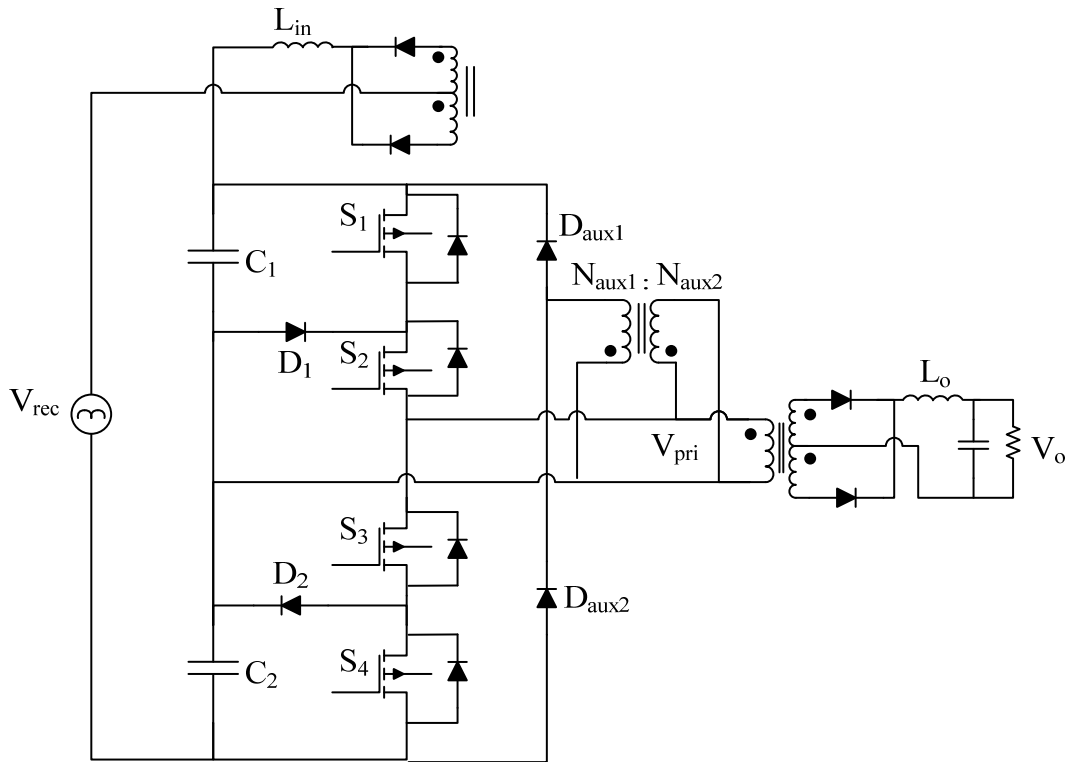 L_in
S_1
D_aux1
C_1
N_aux1 : N_aux2
D_1
S_2
V_rec
V_pri
L_o
V_o
S_3
D_2
D_aux2
S_4
C_2